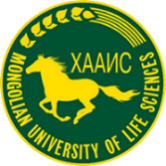 ХААИС
MONGOLIAN UNIVERSITY OF LIFE SCIENCES